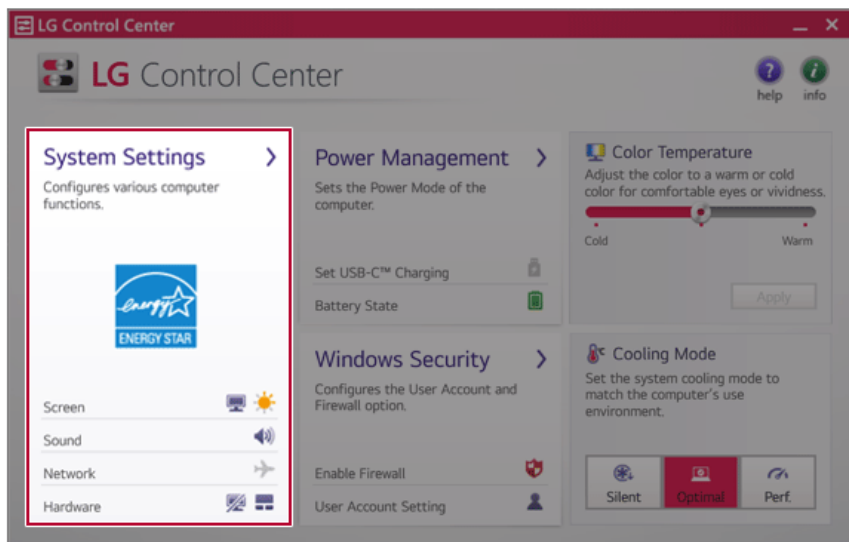 LG Control Center
LG Control Center
help info
System Settings
Configures various computer
functions.
energy
ENERGY STAR
Screen
Sound
Network
Hardware
Power Management
Sets the Power Mode of the
computer.
Set USB-C™ Charging
Battery State
Windows Security
Configures the User Account and
Firewall option.
Enable Firewall
User Account Setting
Color Temperature
Adjust the color to a warm or cold
color for comfortable eyes or vividness.
Cold Warm
Apply
Cooling Mode
Set the system cooling mode to
match the computer's use
environment.
Silent Optimal Perf.